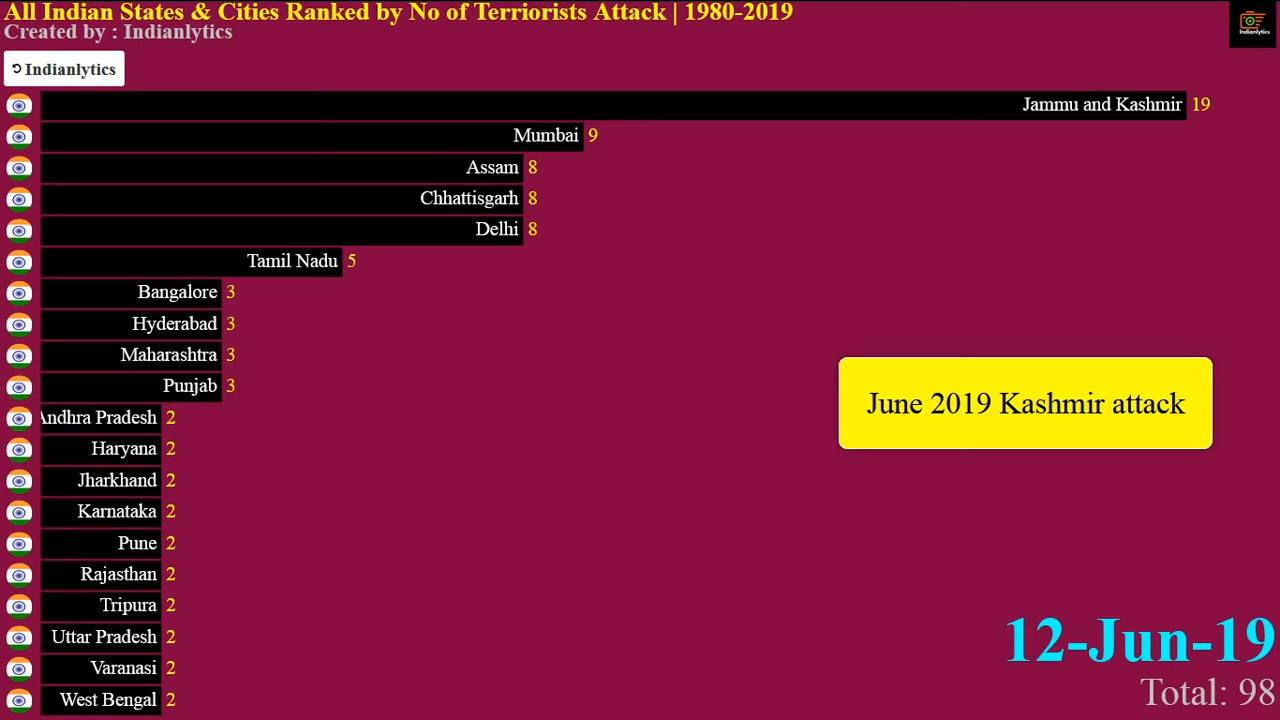 All Indian States & Cities Ranked by No of Terriorists Attack | 1980-2019
Created by : Indianlytics
Indianlytics
Indianlytics
Jammu and Kashmir 19
Mumbai 9
Assam 8
Chhattisgarh 8
Delhi 8
Tamil Nadu 5
Bangalore 3
Hyderabad 3
Maharashtra 3
Punjab 3
Andhra Pradesh 2
Haryana 2
Jharkhand 2
Karnataka 2
Pune 2
Rajasthan 2
Tripura 2
Uttar Pradesh 2
Varanasi 2
West Bengal 2
June 2019 Kashmir attack
12-Jun-19
Total: 98